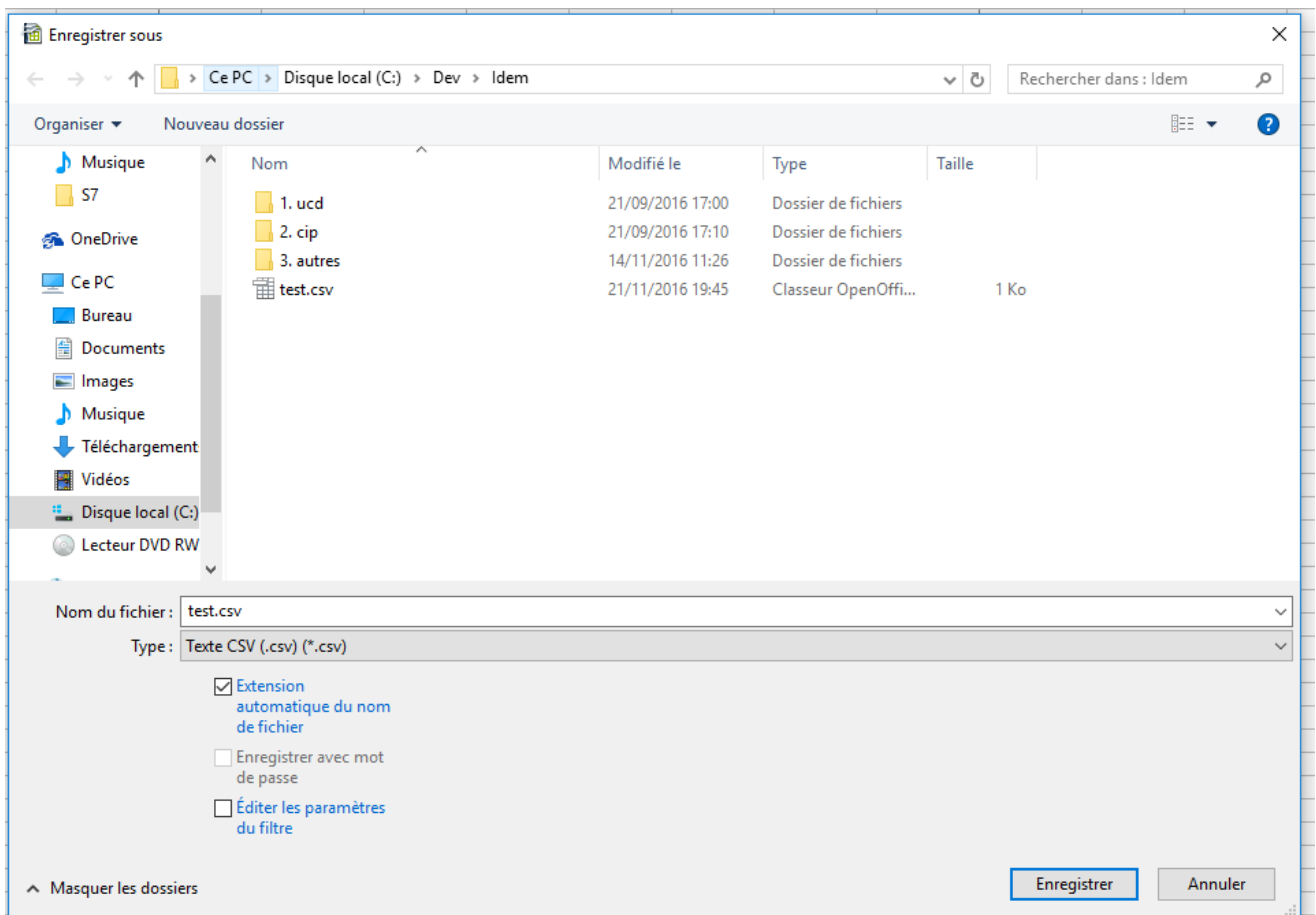 Enregistrer sous
Ce PC > Disque local (C:) > Dev > Idem
Rechercher dans : Idem
Organiser
Nouveau dossier
?
Musique
S7
OneDrive
Ce PC
Bureau
Documents
Images
Musique
Téléchargement
Vidéos
Disque local (C:)
Lecteur DVD RW
Nom Modifié le Type Taille
1. ucd 21/09/2016 17:00 Dossier de fichiers
2. cip 21/09/2016 17:10 Dossier de fichiers
3. autres 14/11/2016 11:26 Dossier de fichiers
test.csv 21/11/2016 19:45 Classeur OpenOffi... 1 Ko
Nom du fichier : test.csv
Type : Texte CSV (.csv) (*.csv)
Extension
automatique du nom
de fichier
Enregistrer avec mot
de passe
Éditer les paramètres
du filtre
Masquer les dossiers
Enregistrer
Annuler